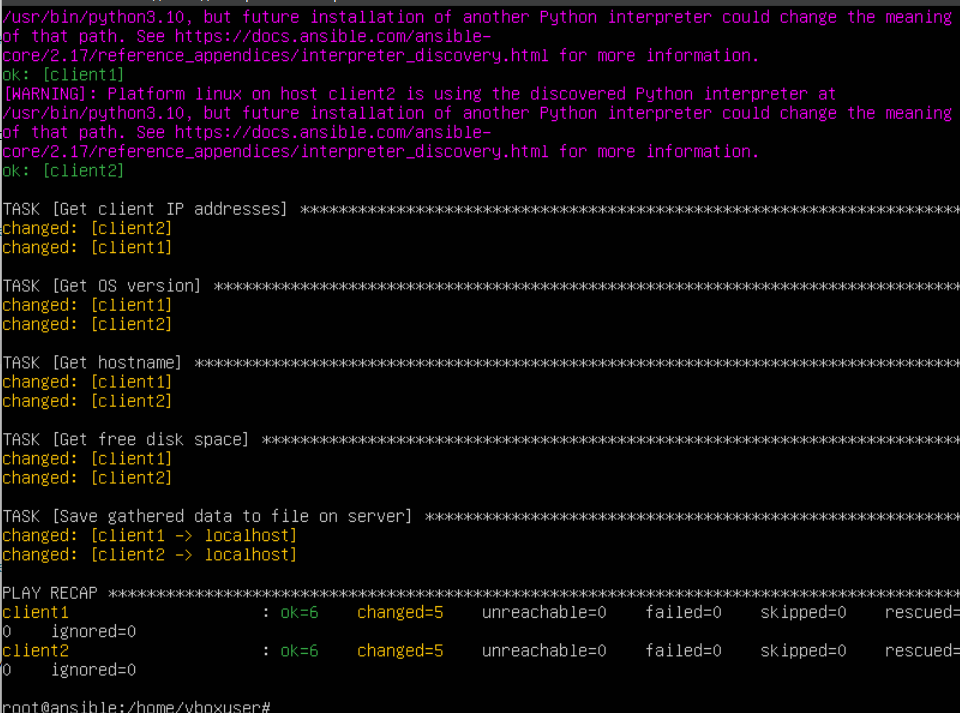 /usr/bin/python3.10, but future installation of another Python interpreter could change the meaning
of that path. See https://docs.ansible.com/ansible-
core/2.17/reference_appendices/interpreter_discovery.html for more information.
ok: [client1]
[WARNING]: Platform linux on host client2 is using the discovered Python interpreter at
/usr/bin/python3.10, but future installation of another Python interpreter could change the meaning
of that path. See https://docs.ansible.com/ansible-
core/2.17/reference_appendices/interpreter_discovery.html for more information.
ok: [client2]
TASK [Get client IP addresses] *********************************************************************
changed: [client2]
changed: [client1]
TASK [Get OS version] ******************************************************************************
changed: [client1]
changed: [client2]
TASK [Get hostname] ********************************************************************************
changed: [client1]
changed: [client2]
TASK [Get free disk space] *************************************************************************
changed: [client1]
changed: [client2]
TASK [Save gathered data to file on server] ********************************************************
changed: [client1 -> localhost]
changed: [client2 -> localhost]
PLAY RECAP *****************************************************************************************
client1                    : ok=6    changed=5    unreachable=0    failed=0    skipped=0    rescued=
0    ignored=0
client2                    : ok=6    changed=5    unreachable=0    failed=0    skipped=0    rescued=
0    ignored=0
root@ansible:/home/vboxuser#